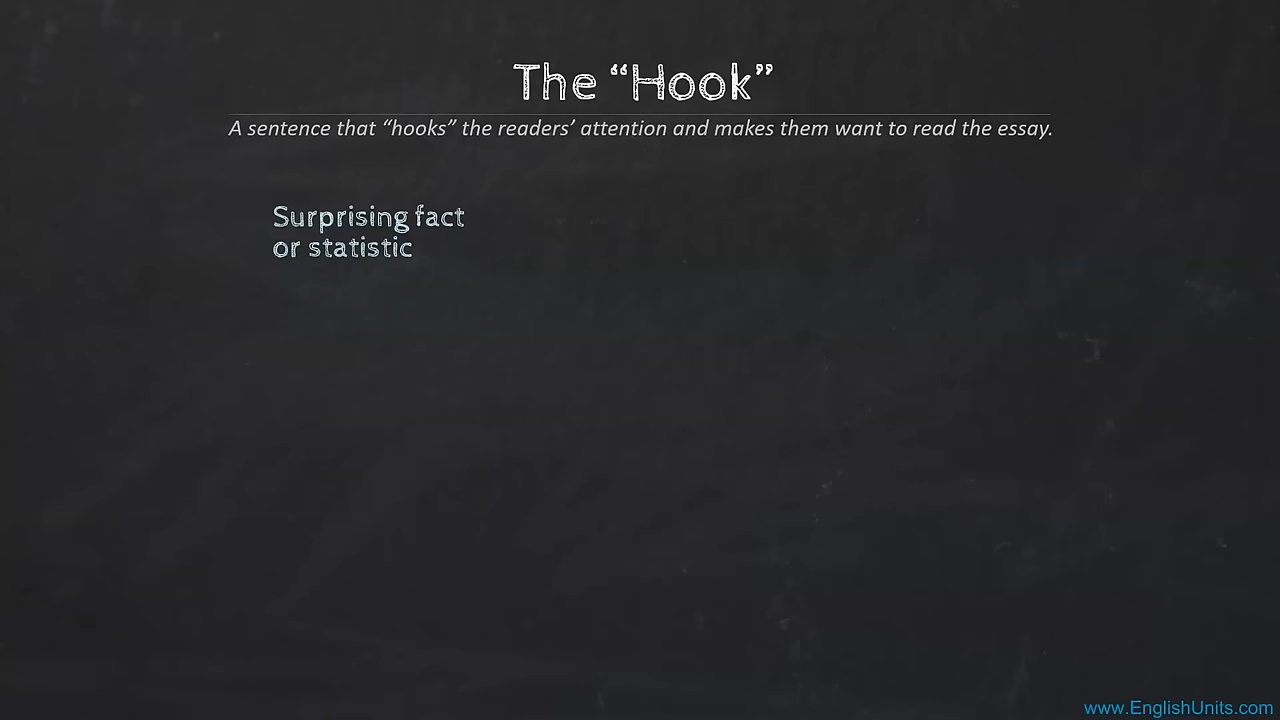 The “Hook”
A sentence that “hooks” the readers’ attention and makes them want to read the essay.
Surprising fact
or statistic
www.EnglishUnits.com